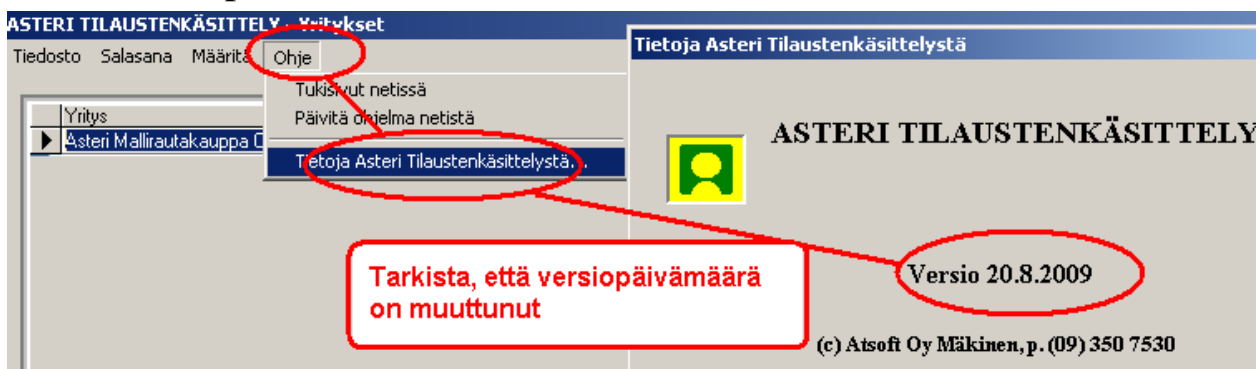 ASTERI TILAUSTENKÄSITTELY - Yritykset
Tiedosto Salasana Määritä Ohje
Tukisivut netissä
Päivitä ohjelma netistä
Tietoja Asteri Tilaustenkäsittelystä...
Yritys
Asteri Mallirautakauppa O
Tarkista, että versiopäivämäärä
on muuttunut
Tietoja Asteri Tilaustenkäsittelystä
ASTERI TILAUSTENKÄSITTELY
Versio 20.8.2009
(c) Atsoft Oy Mäkinen, p. (09) 350 7530